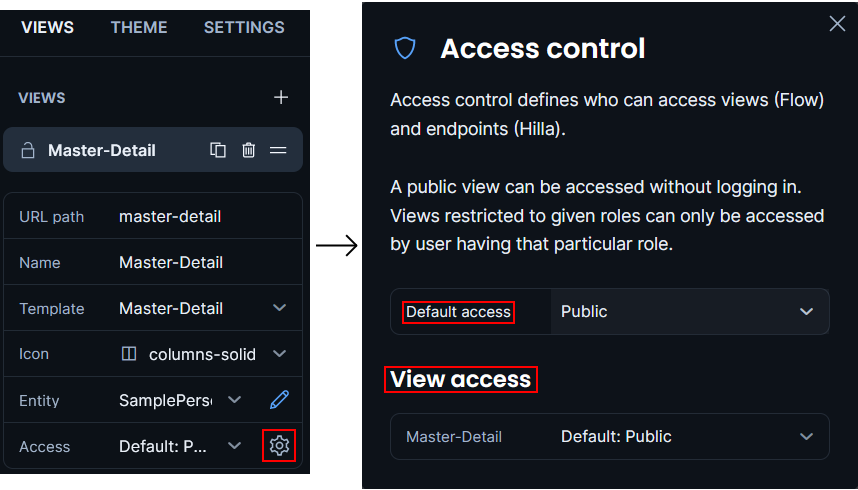 VIEWS THEME SETTINGS
VIEWS
Master-Detail
URL path master-detail
Name Master-Detail
Template Master-Detail
Icon columns-solid
Entity SamplePers
Access Default: P...
Access control
Access control defines who can access views (Flow)
and endpoints (Hilla).
A public view can be accessed without logging in.
Views restricted to given roles can only be accessed
by user having that particular role.
Default access Public
View access
Master-Detail Default: Public